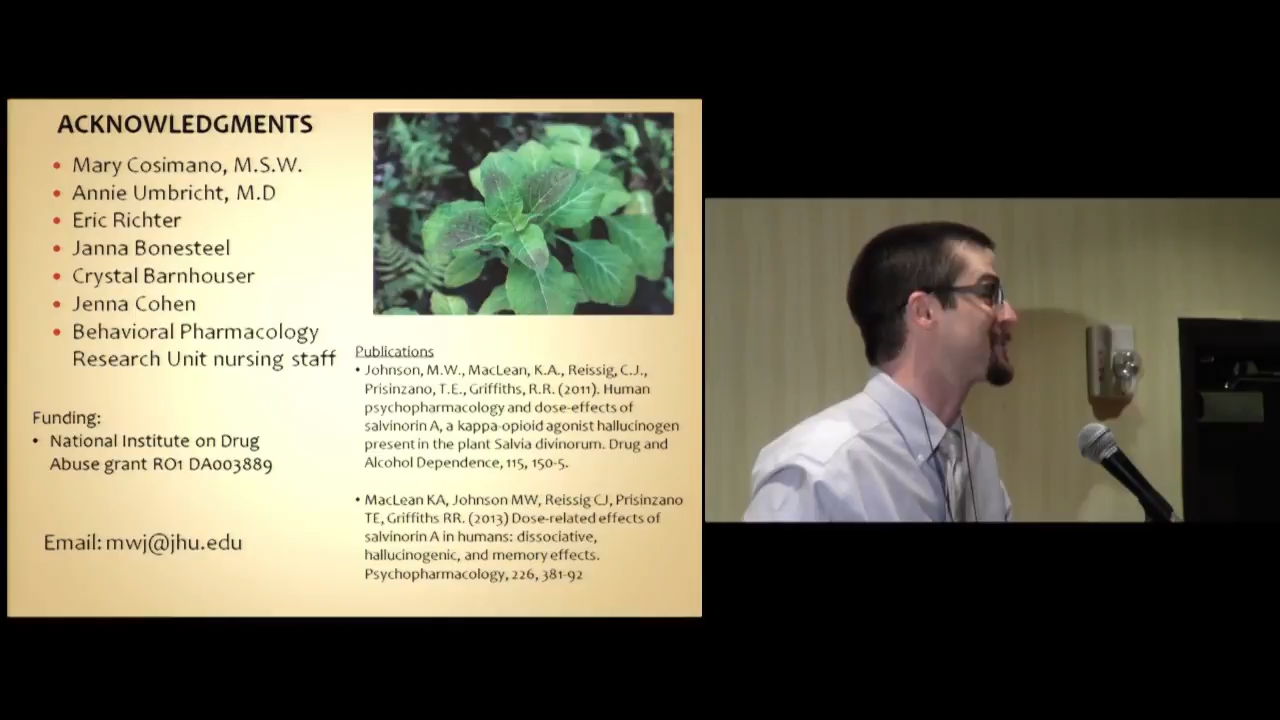 ACKNOWLEDGMENTS
• Mary Cosimano, M.S.W.
• Annie Umbricht, M.D
• Eric Richter
• Janna Bonesteel
• Crystal Barnhouser
• Jenna Cohen
• Behavioral Pharmacology
Research Unit nursing staff
Funding:
• National Institute on Drug
Abuse grant RO1 DA003889
Email: mwj@jhu.edu
Publications
• Johnson, M.W., MacLean, K.A., Reissig, C.J.,
Prisinzano, T.E., Griffiths, R.R. (2011). Human
psychopharmacology and dose-effects of
salvinorin A, a kappa-opioid agonist hallucinogen
present in the plant Salvia divinorum. Drug and
Alcohol Dependence, 115, 150-5.
• MacLean KA, Johnson MW, Reissig CJ, Prisinzano
TE, Griffiths RR. (2013) Dose-related effects of
salvinorin A in humans: dissociative,
hallucinogenic, and memory effects.
Psychopharmacology, 226, 381-92